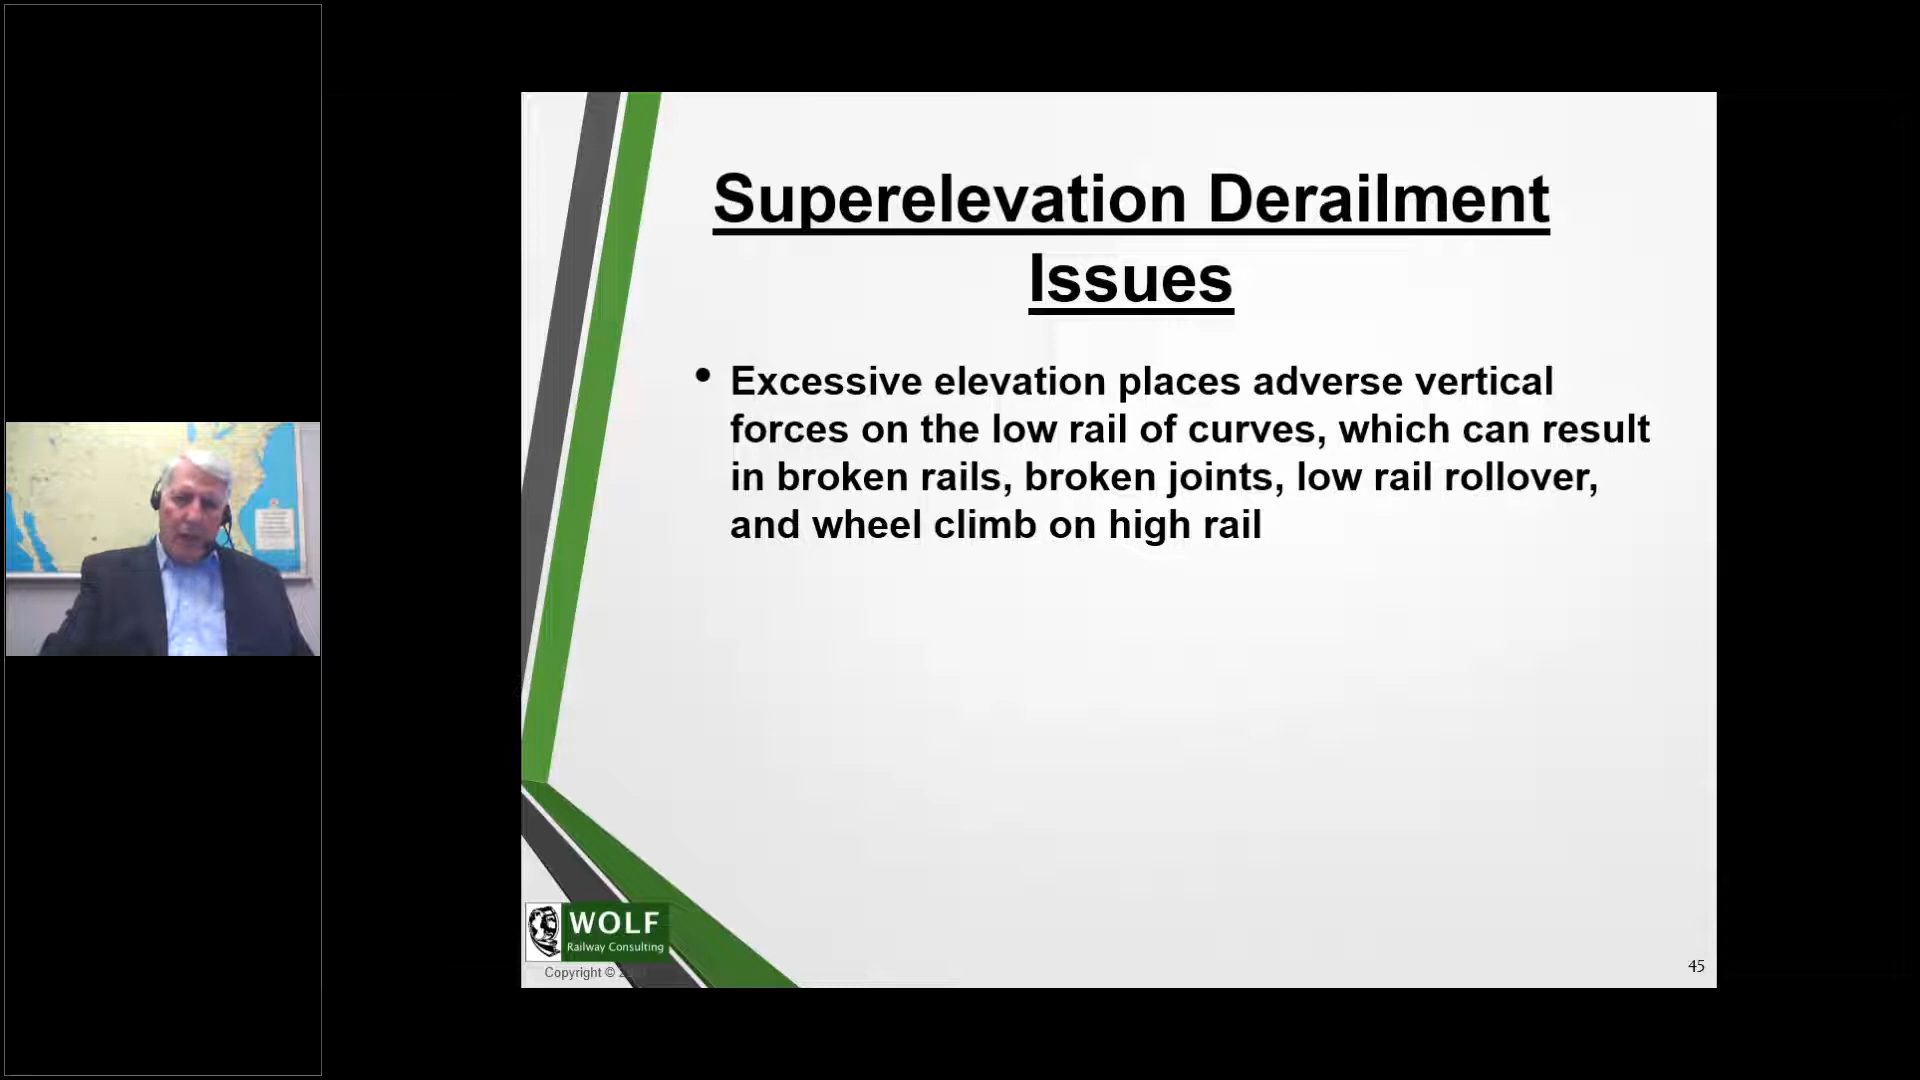 Superelevation Derailment
Issues
• Excessive elevation places adverse vertical
forces on the low rail of curves, which can result
in broken rails, broken joints, low rail rollover,
and wheel climb on high rail
WOLF
Railway Consulting
Copyright ©
45